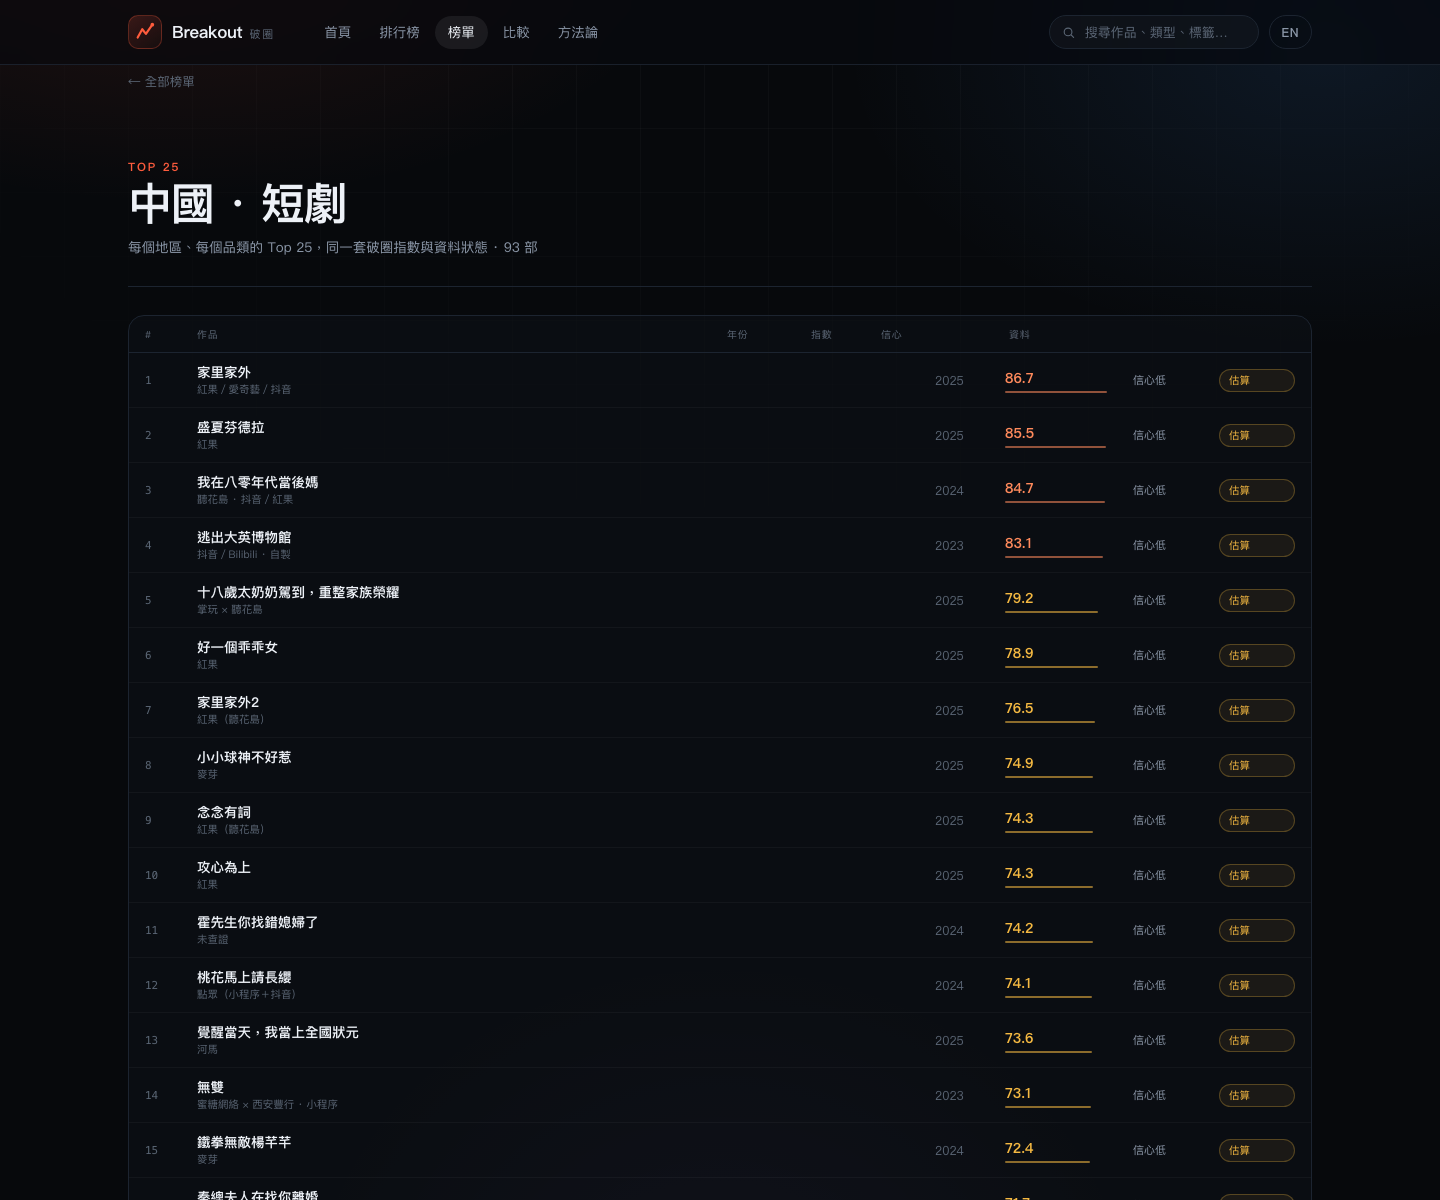 Breakout 破圈 首頁 排行榜 榜單 比較 方法論 搜尋作品、類型、標籤… EN
← 全部榜單
TOP 25
中國 · 短劇
每個地區、每個品類的 Top 25，同一套破圈指數與資料狀態 · 93 部
# 作品 年份 指數 信心 資料
1 家里家外 2025 86.7 信心低 估算
紅果 / 愛奇藝 / 抖音
2 盛夏芬德拉 2025 85.5 信心低 估算
紅果
3 我在八零年代當後媽 2024 84.7 信心低 估算
聽花島 · 抖音 / 紅果
4 逃出大英博物館 2023 83.1 信心低 估算
抖音 / Bilibili · 自製
5 十八歲太奶奶駕到，重整家族榮耀 2025 79.2 信心低 估算
掌玩 × 聽花島
6 好一個乖乖女 2025 78.9 信心低 估算
紅果
7 家里家外2 2025 76.5 信心低 估算
紅果（聽花島）
8 小小球神不好惹 2025 74.9 信心低 估算
麥芽
9 念念有詞 2025 74.3 信心低 估算
紅果（聽花島）
10 攻心為上 2025 74.3 信心低 估算
紅果
11 霍先生你找錯媳婦了 2024 74.2 信心低 估算
未查證
12 桃花馬上請長纓 2024 74.1 信心低 估算
點眾（小程序＋抖音）
13 覺醒當天，我當上全國狀元 2025 73.6 信心低 估算
河馬
14 無雙 2023 73.1 信心低 估算
蜜糖網絡 × 西安豐行 · 小程序
15 鐵拳無敵楊芊芊 2024 72.4 信心低 估算
麥芽
秦總夫人在找你離婚